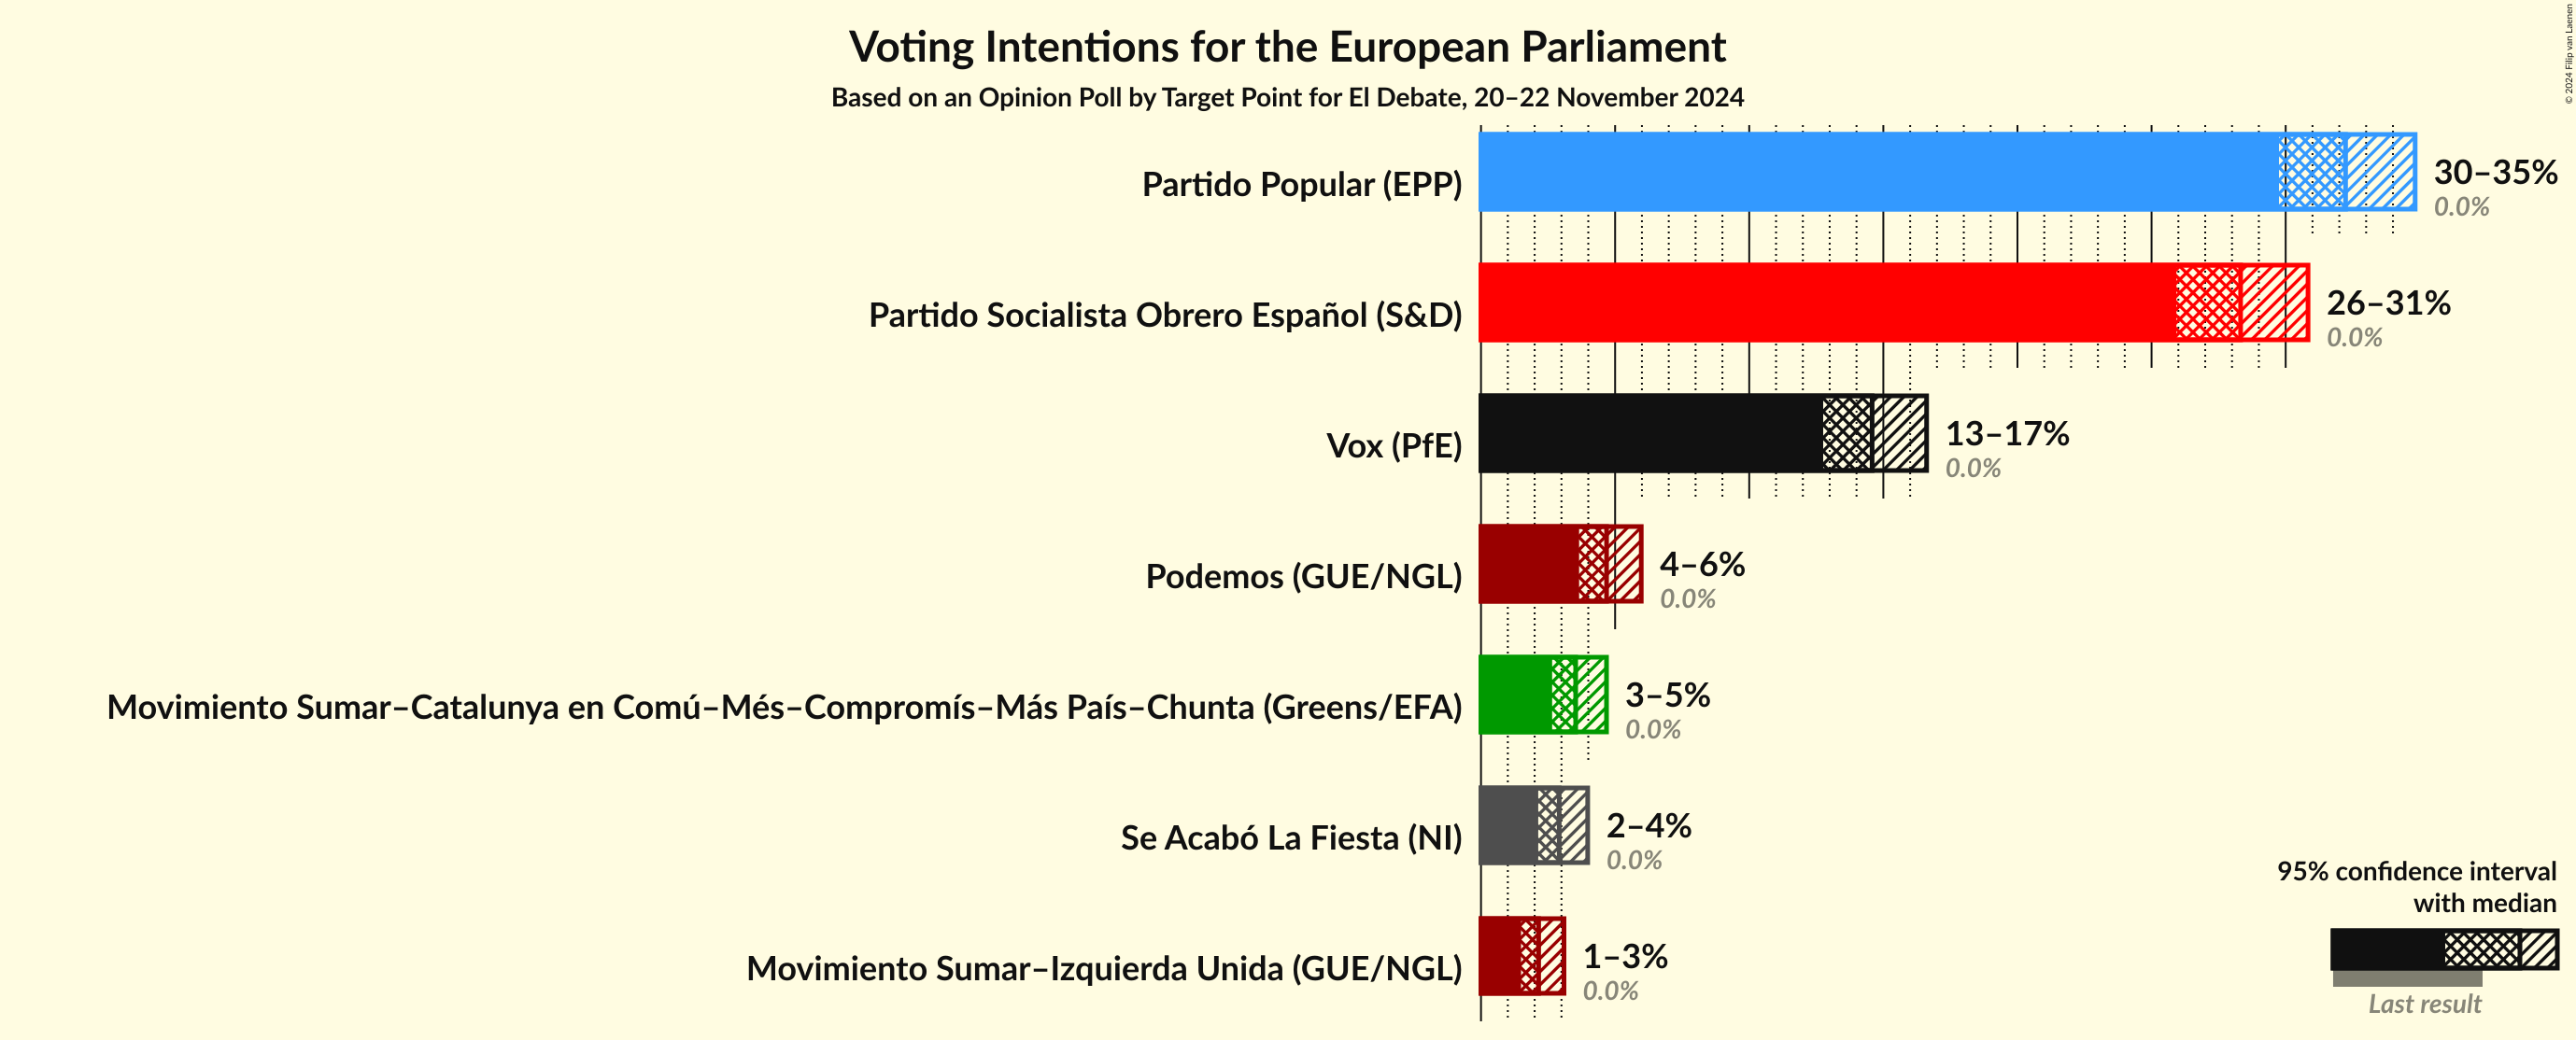 Voting Intentions for the European Parliament
Based on an Opinion Poll by Target Point for El Debate, 20–22 November 2024
© 2024 Filip van Laenen
Partido Popular (EPP)
30–35%
0.0%
Partido Socialista Obrero Español (S&D)
26–31%
0.0%
Vox (PfE)
13–17%
0.0%
Podemos (GUE/NGL)
4–6%
0.0%
Movimiento Sumar–Catalunya en Comú–Més–Compromís–Más País–Chunta (Greens/EFA)
3–5%
0.0%
Se Acabó La Fiesta (NI)
2–4%
0.0%
Movimiento Sumar–Izquierda Unida (GUE/NGL)
1–3%
0.0%
95% confidence interval
with median
Last result